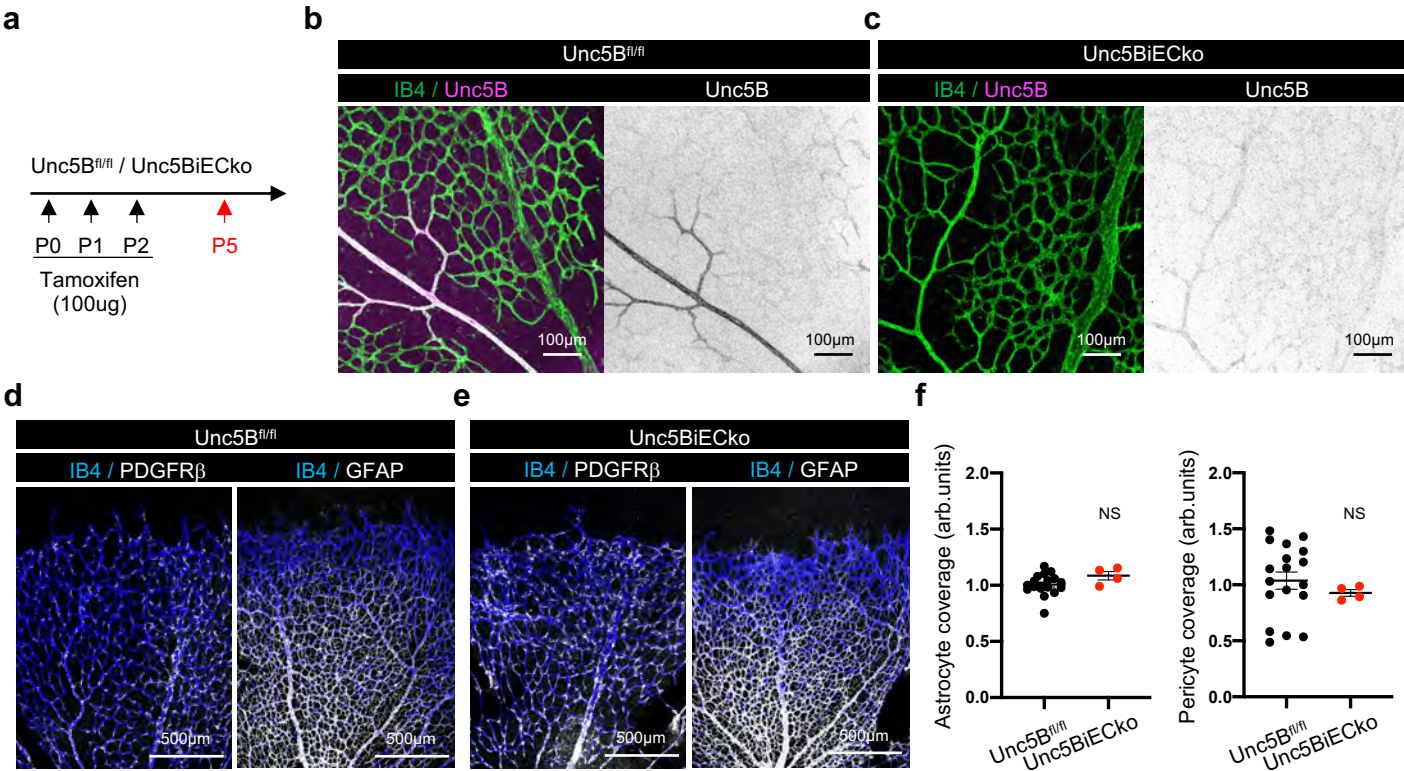 a
Unc5Bfl/fl / Unc5BiECko
P0 P1 P2 P5
Tamoxifen
(100ug)
b
Unc5Bfl/fl
IB4 / Unc5B Unc5B
100µm 100µm
c
Unc5BiECko
IB4 / Unc5B Unc5B
100µm 100µm
d
Unc5Bfl/fl
IB4 / PDGFRβ IB4 / GFAP
500µm 500µm
e
Unc5BiECko
IB4 / PDGFRβ IB4 / GFAP
500µm 500µm
f
Astrocyte coverage (arb.units)
2.0
1.5
1.0
0.5
0.0
NS
Unc5Bfl/fl
Unc5BiECko
Pericyte coverage (arb.units)
2.0
1.5
1.0
0.5
0.0
NS
Unc5Bfl/fl
Unc5BiECko